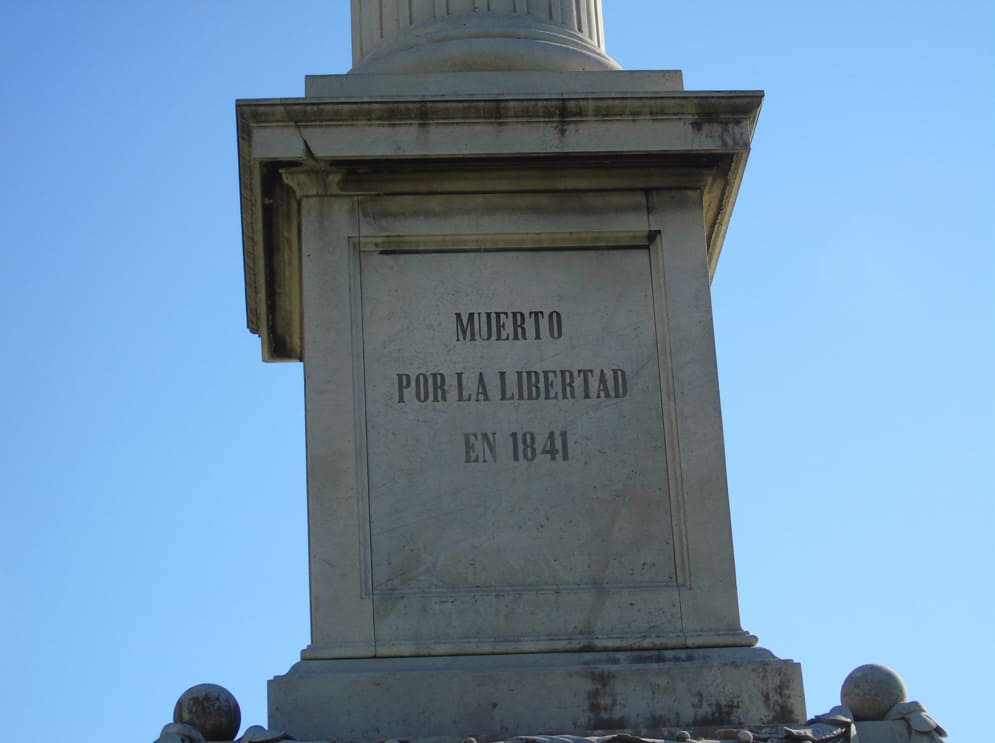 MUERTO
POR LA LIBERTAD
EN 1841